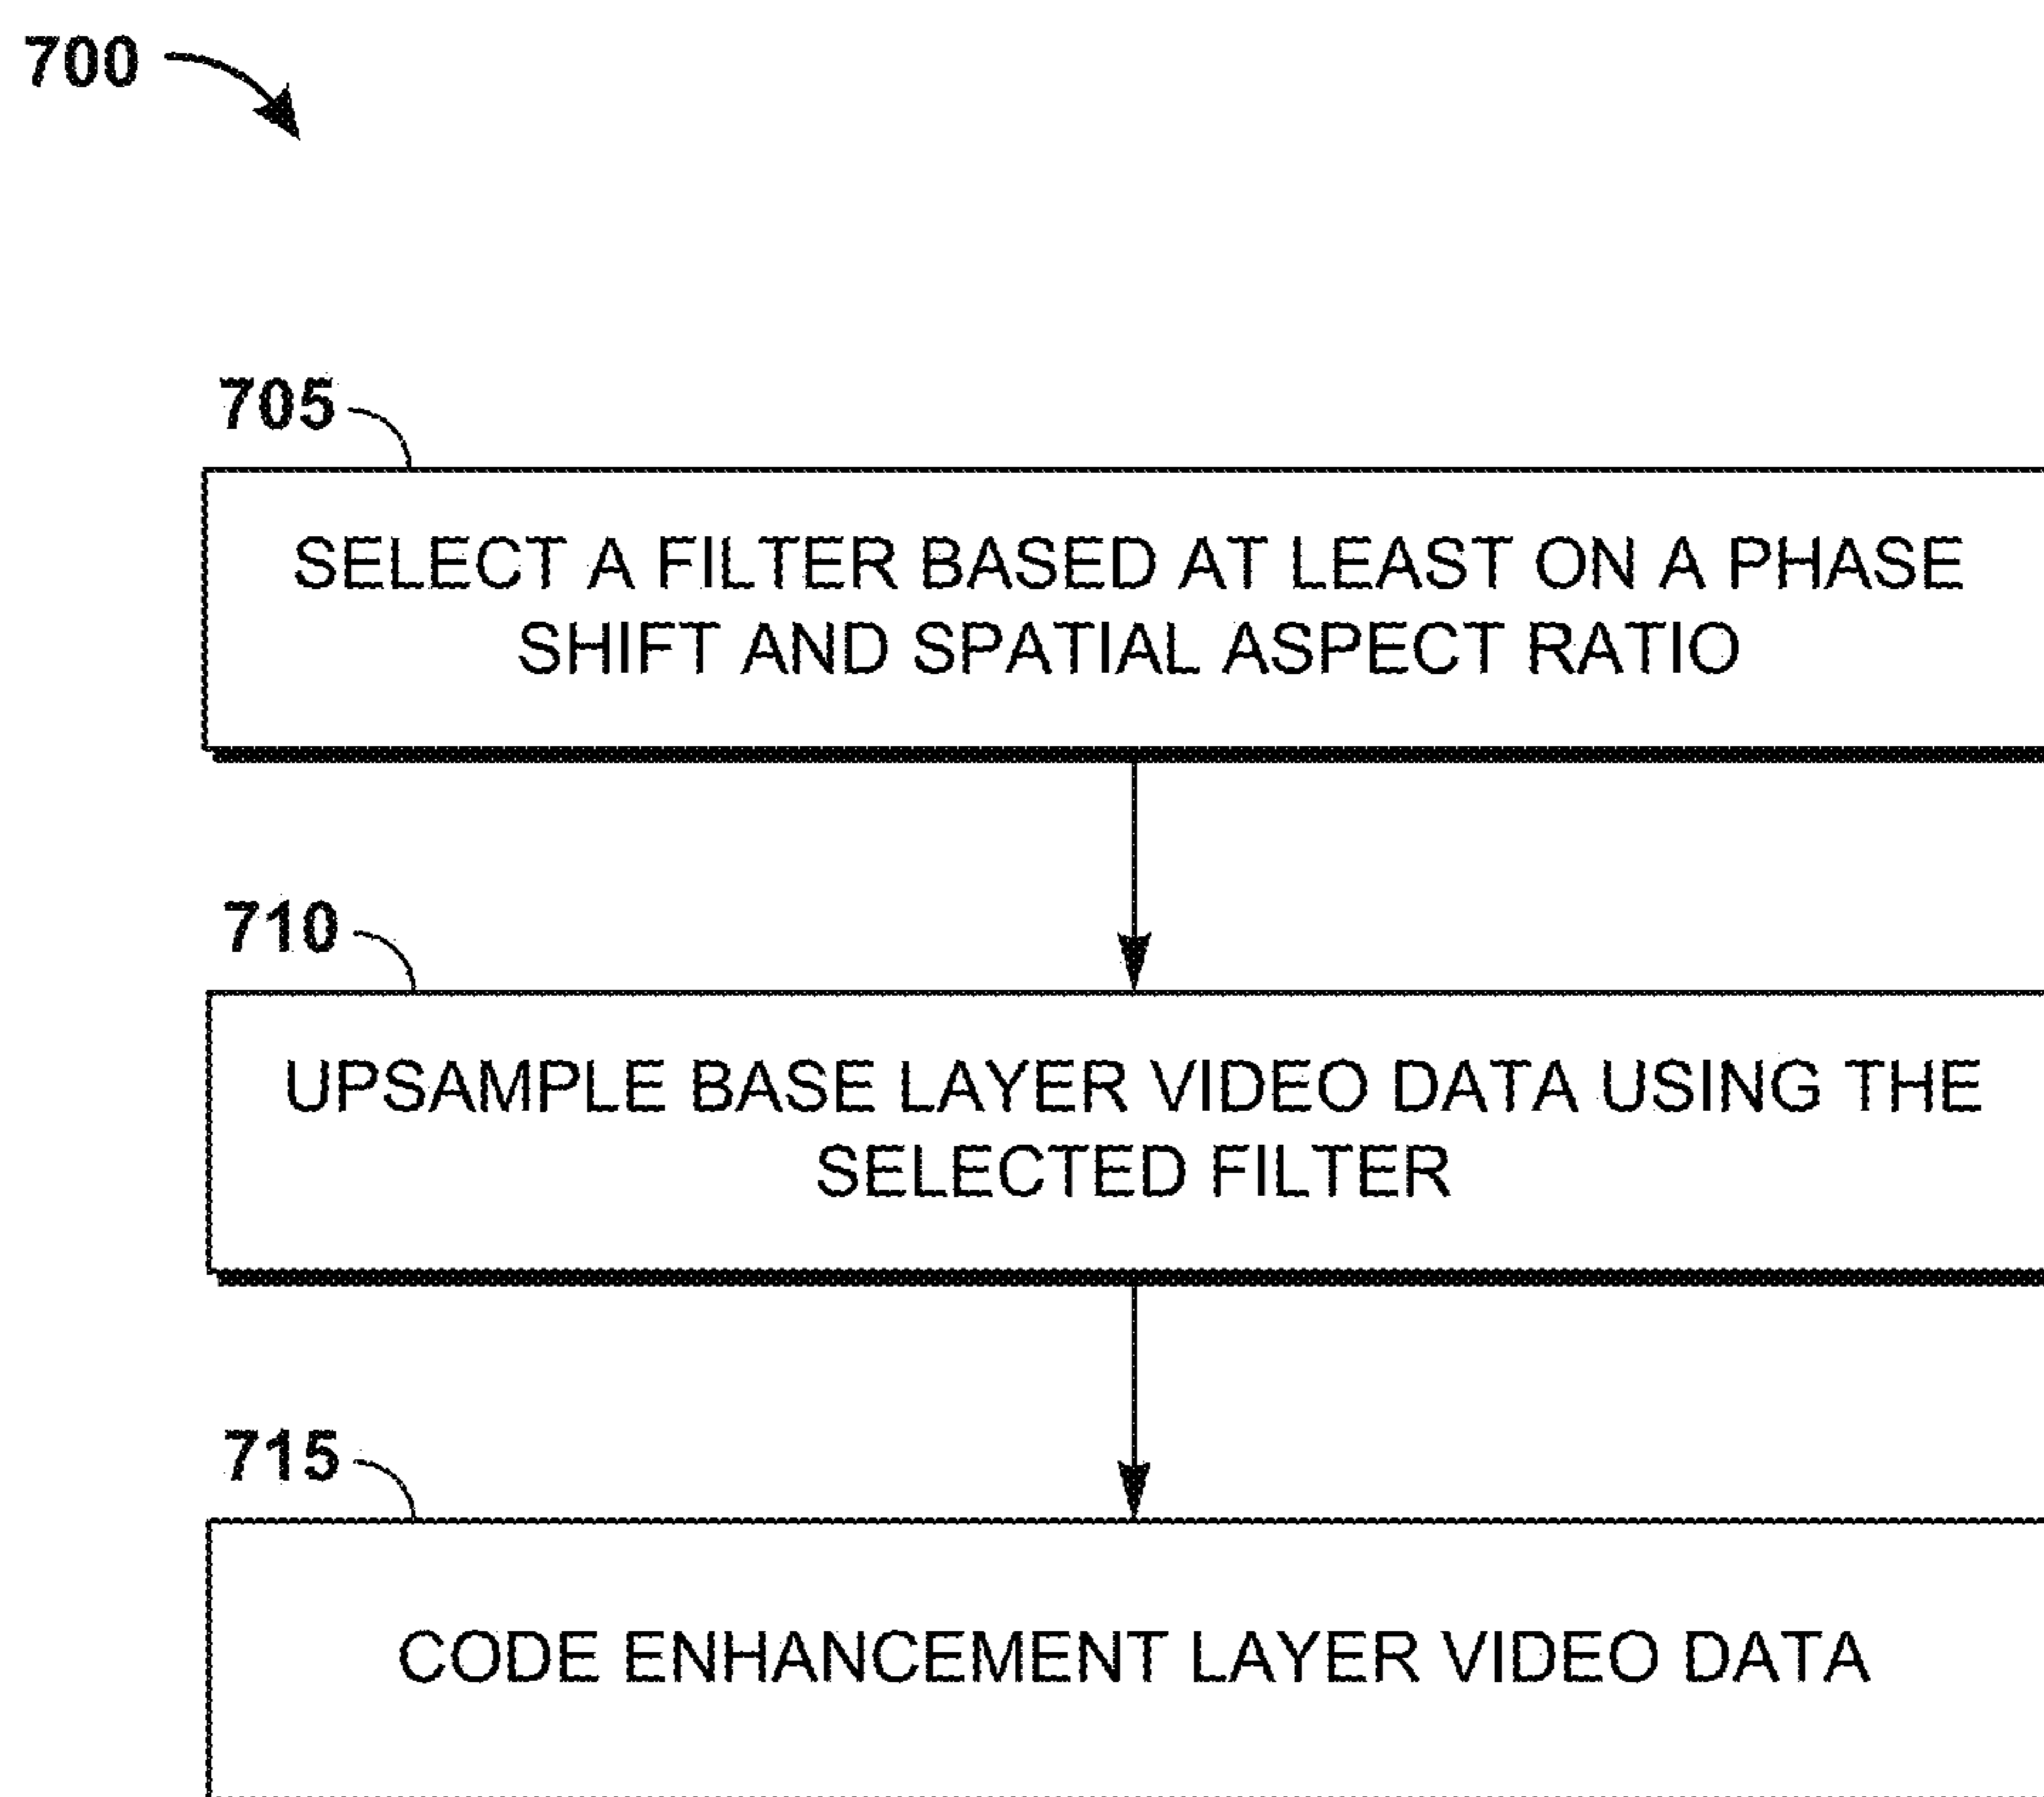 700
705
SELECT A FILTER BASED AT LEAST ON A PHASE
SHIFT AND SPATIAL ASPECT RATIO
710
UPSAMPLE BASE LAYER VIDEO DATA USING THE
SELECTED FILTER
715
CODE ENHANCEMENT LAYER VIDEO DATA